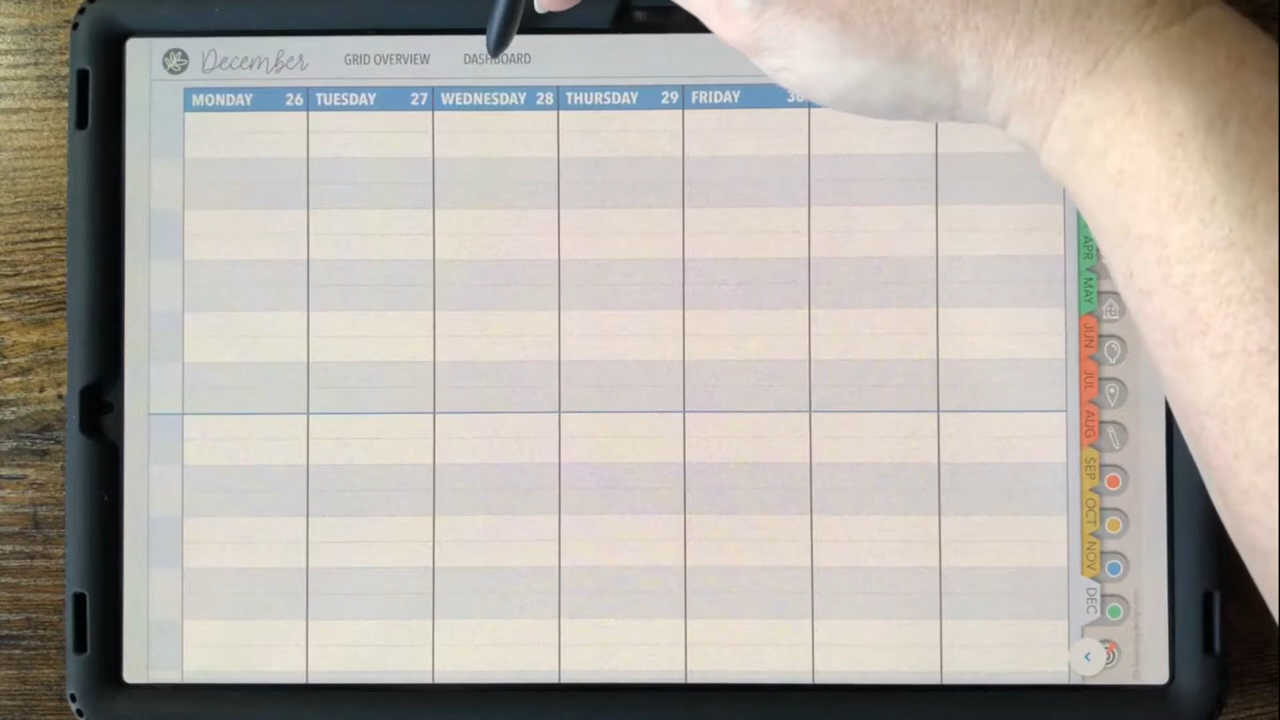 December GRID OVERVIEW DASHBOARD
MONDAY 26 TUESDAY 27 WEDNESDAY 28 THURSDAY 29 FRIDAY 30
APR
MAY
JUN
JUL
AUG
SEP
OCT
NOV
DEC